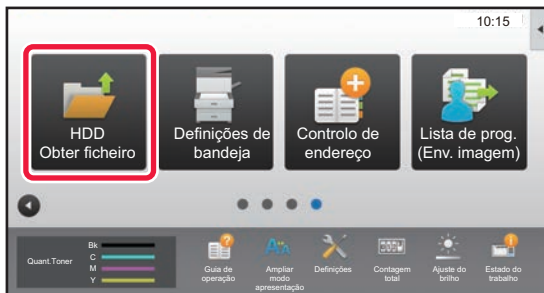 10:15
HDD
Obter ficheiro
Definições de
bandeja
Controlo de
endereço
Lista de prog.
(Env. imagem)
Quant.Toner
Bk
C
M
Y
Guia de
operação
Ampliar
modo
apresentação
Definições
Contagem
total
Ajuste do
brilho
Estado do
trabalho